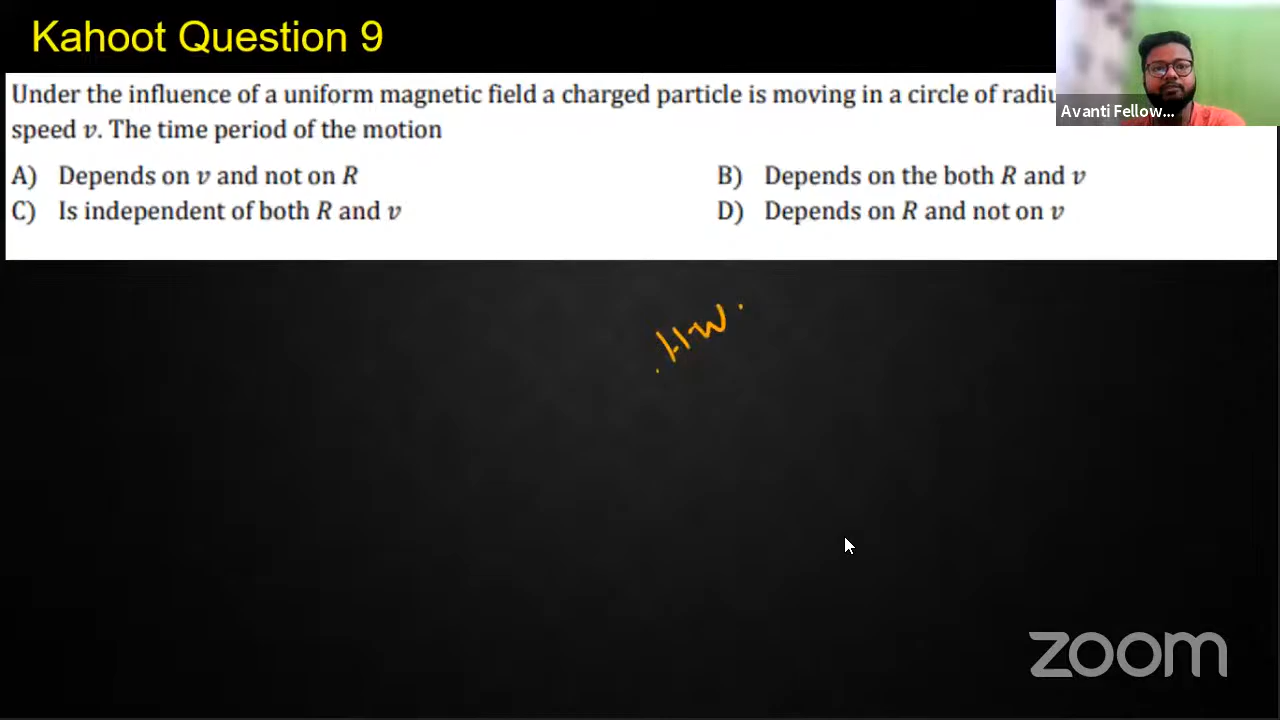 Kahoot Question 9
Under the influence of a uniform magnetic field a charged particle is moving in a circle of
speed v. The time period of the motion
A) Depends on v and not on R
B) Depends on the both R and v
C) Is independent of both R and v
D) Depends on R and not on v
Avanti Fellow...
.HW.
zoom